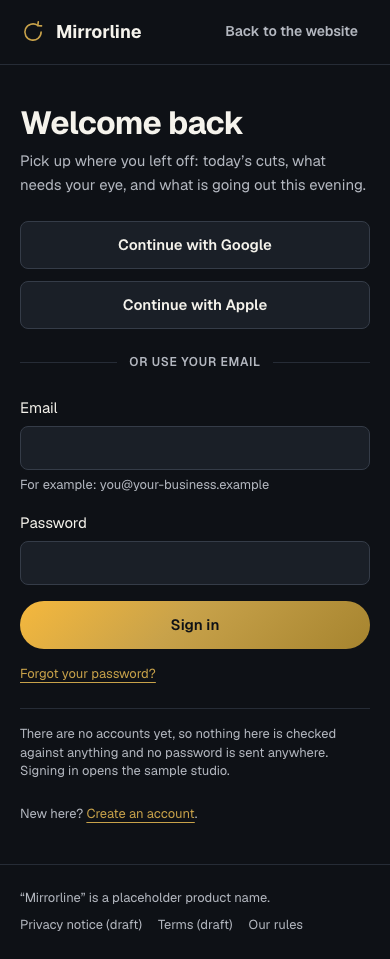 Mirrorline
Back to the website
Welcome back
Pick up where you left off: today’s cuts, what
needs your eye, and what is going out this evening.
Continue with Google
Continue with Apple
OR USE YOUR EMAIL
Email
For example: you@your-business.example
Password
Sign in
Forgot your password?
There are no accounts yet, so nothing here is checked
against anything and no password is sent anywhere.
Signing in opens the sample studio.
New here? Create an account.
“Mirrorline” is a placeholder product name.
Privacy notice (draft) Terms (draft) Our rules